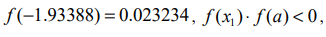 f(−1.93388) = 0.023234, f(x₁)·f(a) < 0,